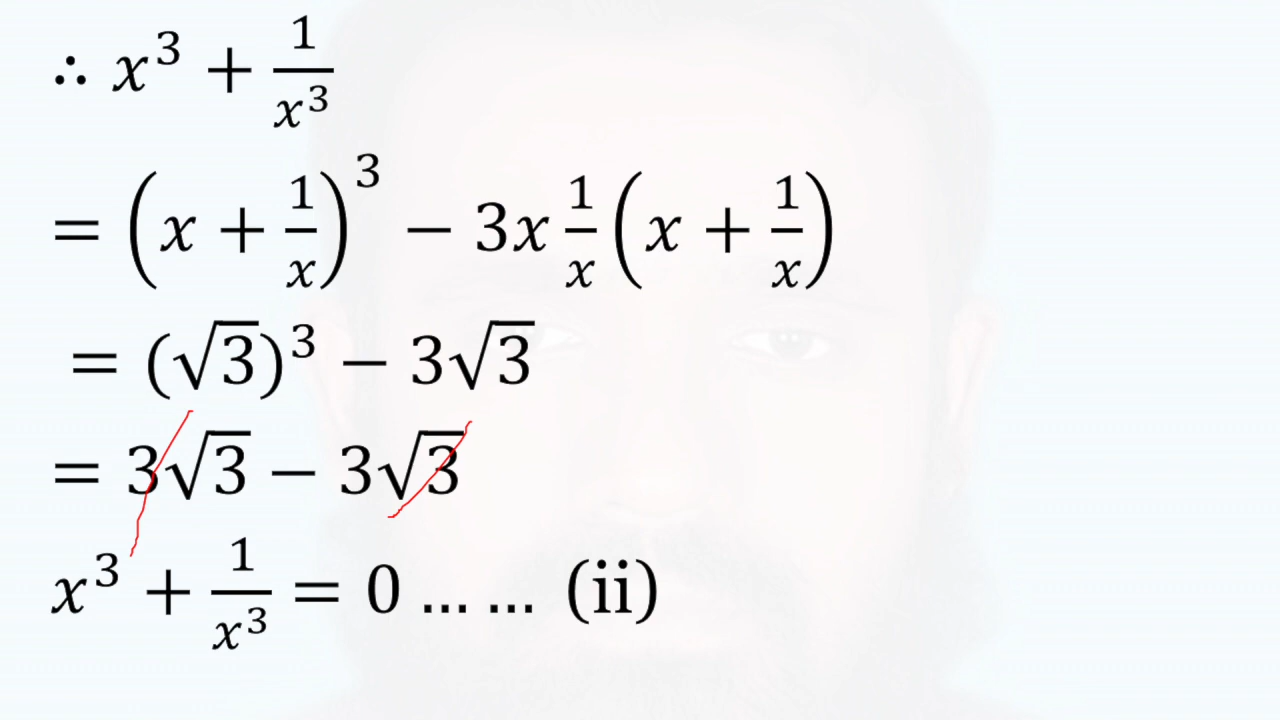 ∴ x³ + 1/x³
= (x + 1/x)³ − 3x 1/x (x + 1/x)
= (√3)³ − 3√3
= 3√3 − 3√3
x³ + 1/x³ = 0 … … (ii)